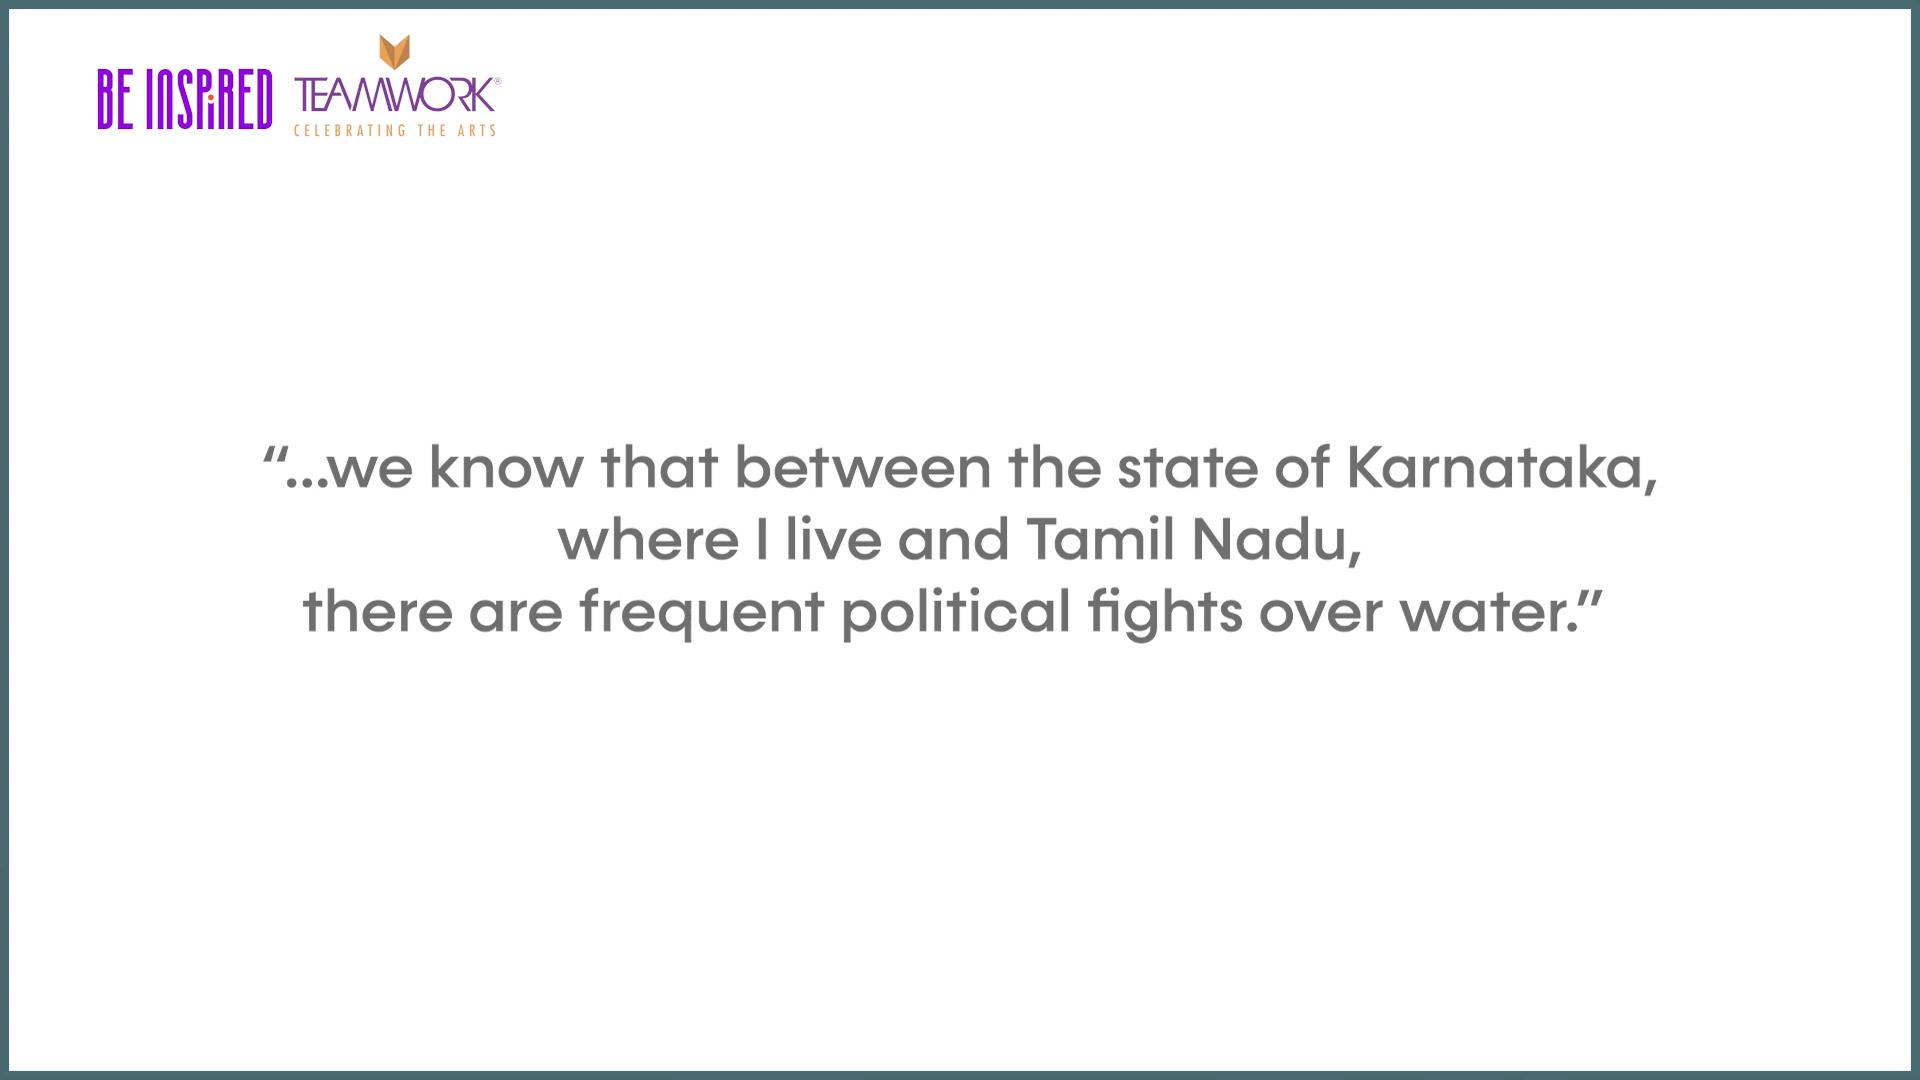 BE INSPiRED
TEAMWORK®
CELEBRATING THE ARTS
“...we know that between the state of Karnataka,
where I live and Tamil Nadu,
there are frequent political fights over water.”